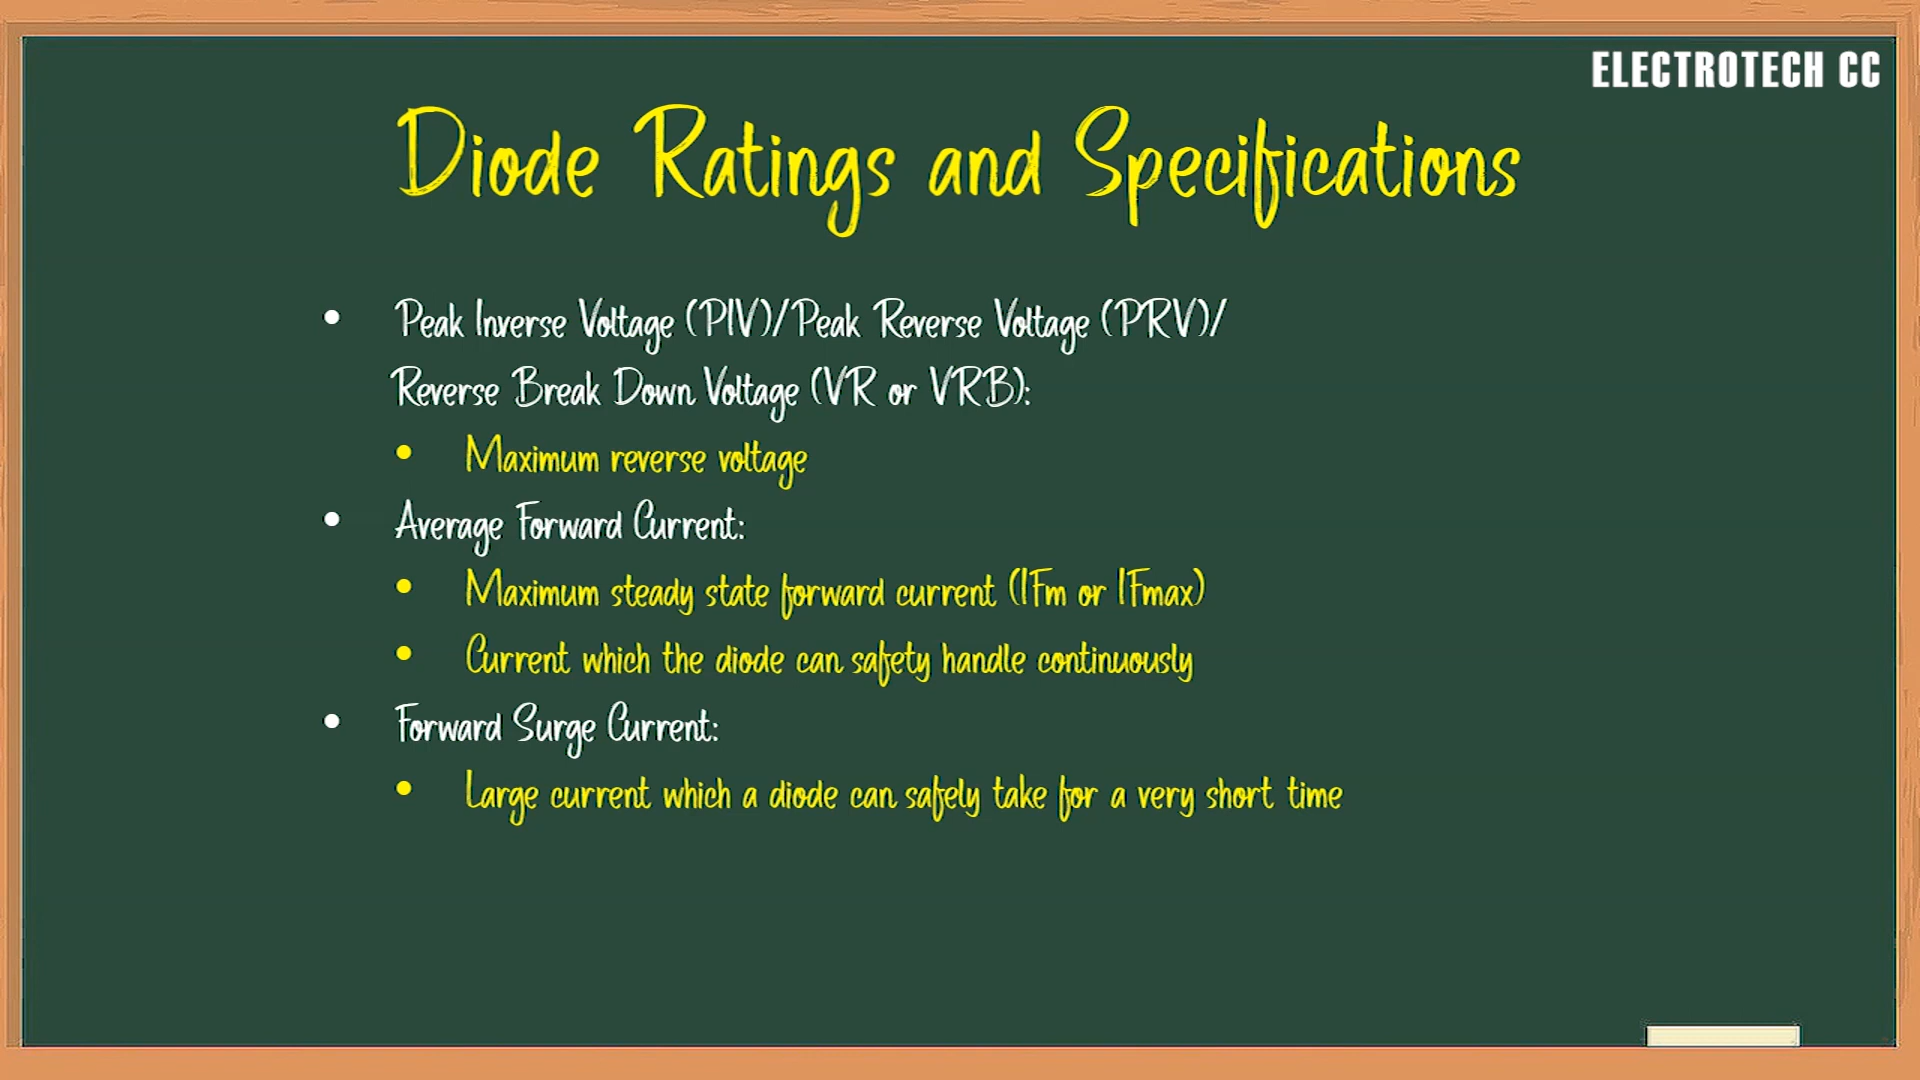 ELECTROTECH CC
Diode Ratings and Specifications
• Peak Inverse Voltage (PIV)/Peak Reverse Voltage (PRV)/
Reverse Break Down Voltage (VR or VRB):
• Maximum reverse voltage
• Average Forward Current:
• Maximum steady state forward current (IFm or IFmax)
• Current which the diode can safety handle continuously
• Forward Surge Current:
• Large current which a diode can safely take for a very short time